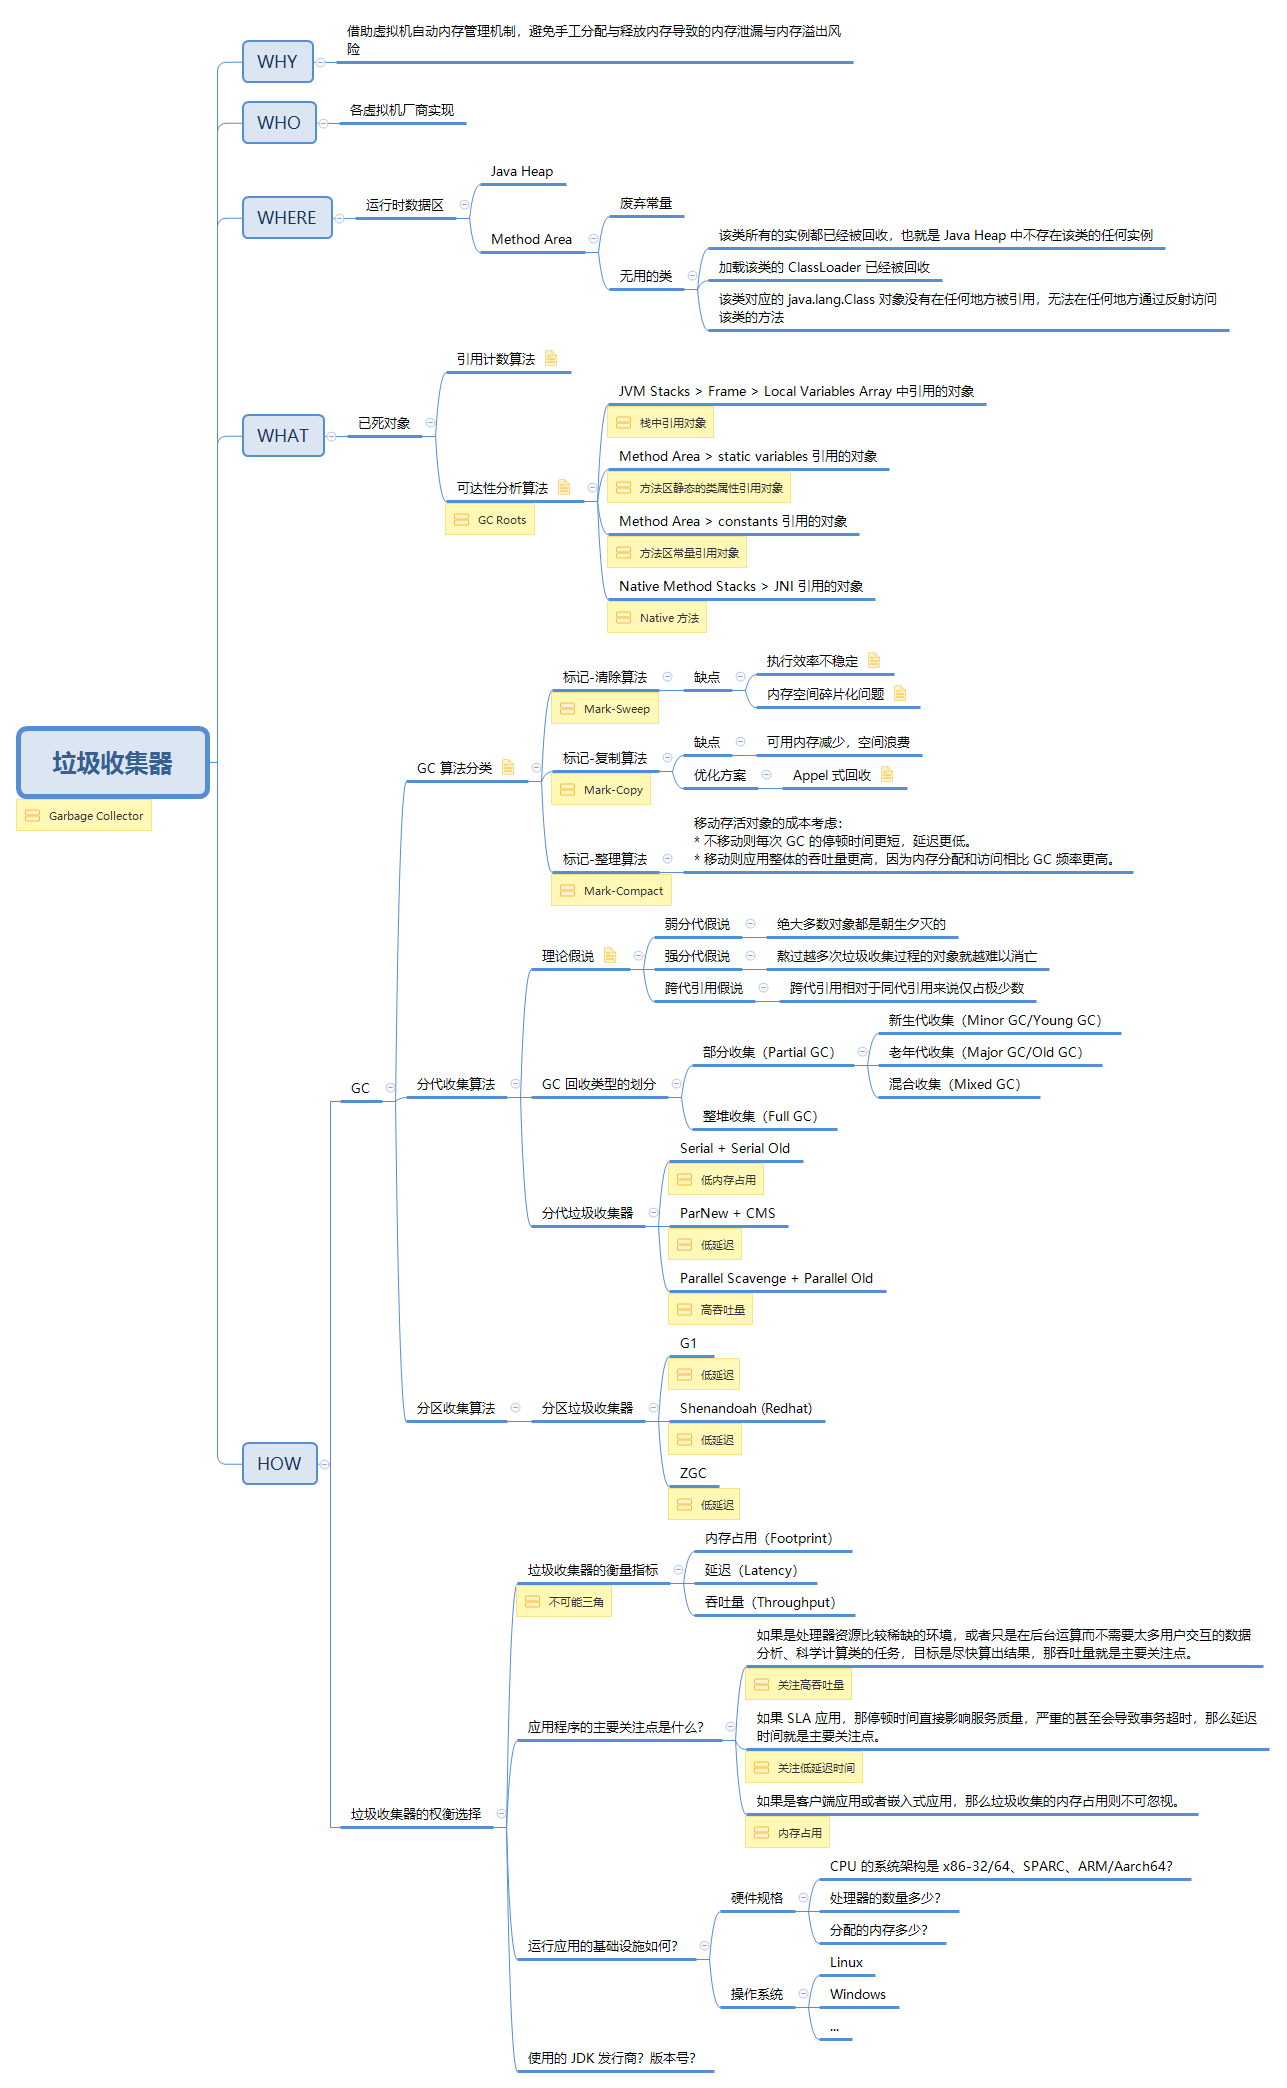 垃圾收集器
Garbage Collector
WHY
借助虚拟机自动内存管理机制，避免手工分配与释放内存导致的内存泄漏与内存溢出风
险
WHO
各虚拟机厂商实现
WHERE
运行时数据区
Java Heap
Method Area
废弃常量
无用的类
该类所有的实例都已经被回收，也就是 Java Heap 中不存在该类的任何实例
加载该类的 ClassLoader 已经被回收
该类对应的 java.lang.Class 对象没有在任何地方被引用，无法在任何地方通过反射访问
该类的方法
WHAT
已死对象
引用计数算法
可达性分析算法
GC Roots
JVM Stacks > Frame > Local Variables Array 中引用的对象
栈中引用对象
Method Area > static variables 引用的对象
方法区静态的类属性引用对象
Method Area > constants 引用的对象
方法区常量引用对象
Native Method Stacks > JNI 引用的对象
Native 方法
HOW
GC
GC 算法分类
标记-清除算法
Mark-Sweep
缺点
执行效率不稳定
内存空间碎片化问题
标记-复制算法
Mark-Copy
缺点
可用内存减少，空间浪费
优化方案
Appel 式回收
标记-整理算法
Mark-Compact
移动存活对象的成本考虑：
* 不移动则每次 GC 的停顿时间更短，延迟更低。
* 移动则应用整体的吞吐量更高，因为内存分配和访问相比 GC 频率更高。
分代收集算法
理论假说
弱分代假说
绝大多数对象都是朝生夕灭的
强分代假说
熬过越多次垃圾收集过程的对象就越难以消亡
跨代引用假说
跨代引用相对于同代引用来说仅占极少数
GC 回收类型的划分
部分收集（Partial GC）
新生代收集（Minor GC/Young GC）
老年代收集（Major GC/Old GC）
混合收集（Mixed GC）
整堆收集（Full GC）
分代垃圾收集器
Serial + Serial Old
低内存占用
ParNew + CMS
低延迟
Parallel Scavenge + Parallel Old
高吞吐量
分区收集算法
分区垃圾收集器
G1
低延迟
Shenandoah (Redhat)
低延迟
ZGC
低延迟
垃圾收集器的权衡选择
垃圾收集器的衡量指标
不可能三角
内存占用（Footprint）
延迟（Latency）
吞吐量（Throughput）
应用程序的主要关注点是什么？
如果是处理器资源比较稀缺的环境，或者只是在后台运算而不需要太多用户交互的数据
分析、科学计算类的任务，目标是尽快算出结果，那吞吐量就是主要关注点。
关注高吞吐量
如果 SLA 应用，那停顿时间直接影响服务质量，严重的甚至会导致事务超时，那么延迟
时间就是主要关注点。
关注低延迟时间
如果是客户端应用或者嵌入式应用，那么垃圾收集的内存占用则不可忽视。
内存占用
运行应用的基础设施如何？
硬件规格
CPU 的系统架构是 x86-32/64、SPARC、ARM/Aarch64？
处理器的数量多少？
分配的内存多少？
操作系统
Linux
Windows
...
使用的 JDK 发行商？版本号？